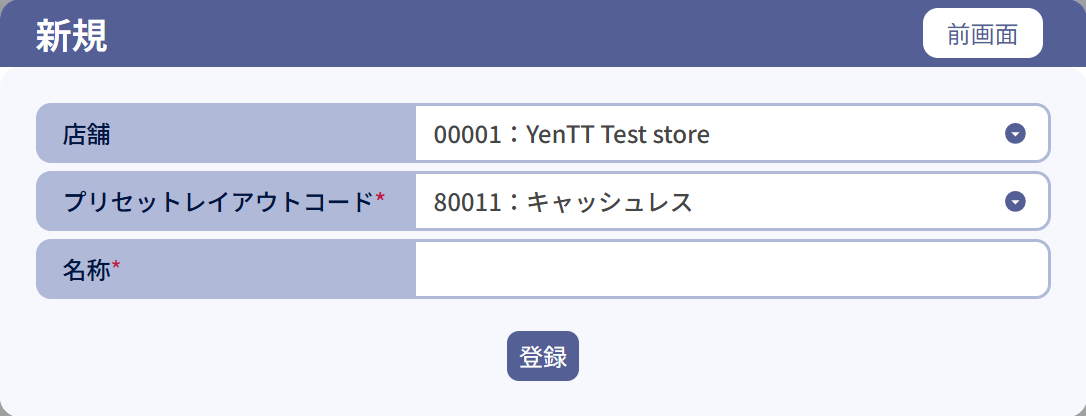 新規
前画面
店舗
00001：YenTT Test store
プリセットレイアウトコード*
80011：キャッシュレス
名称*
登録